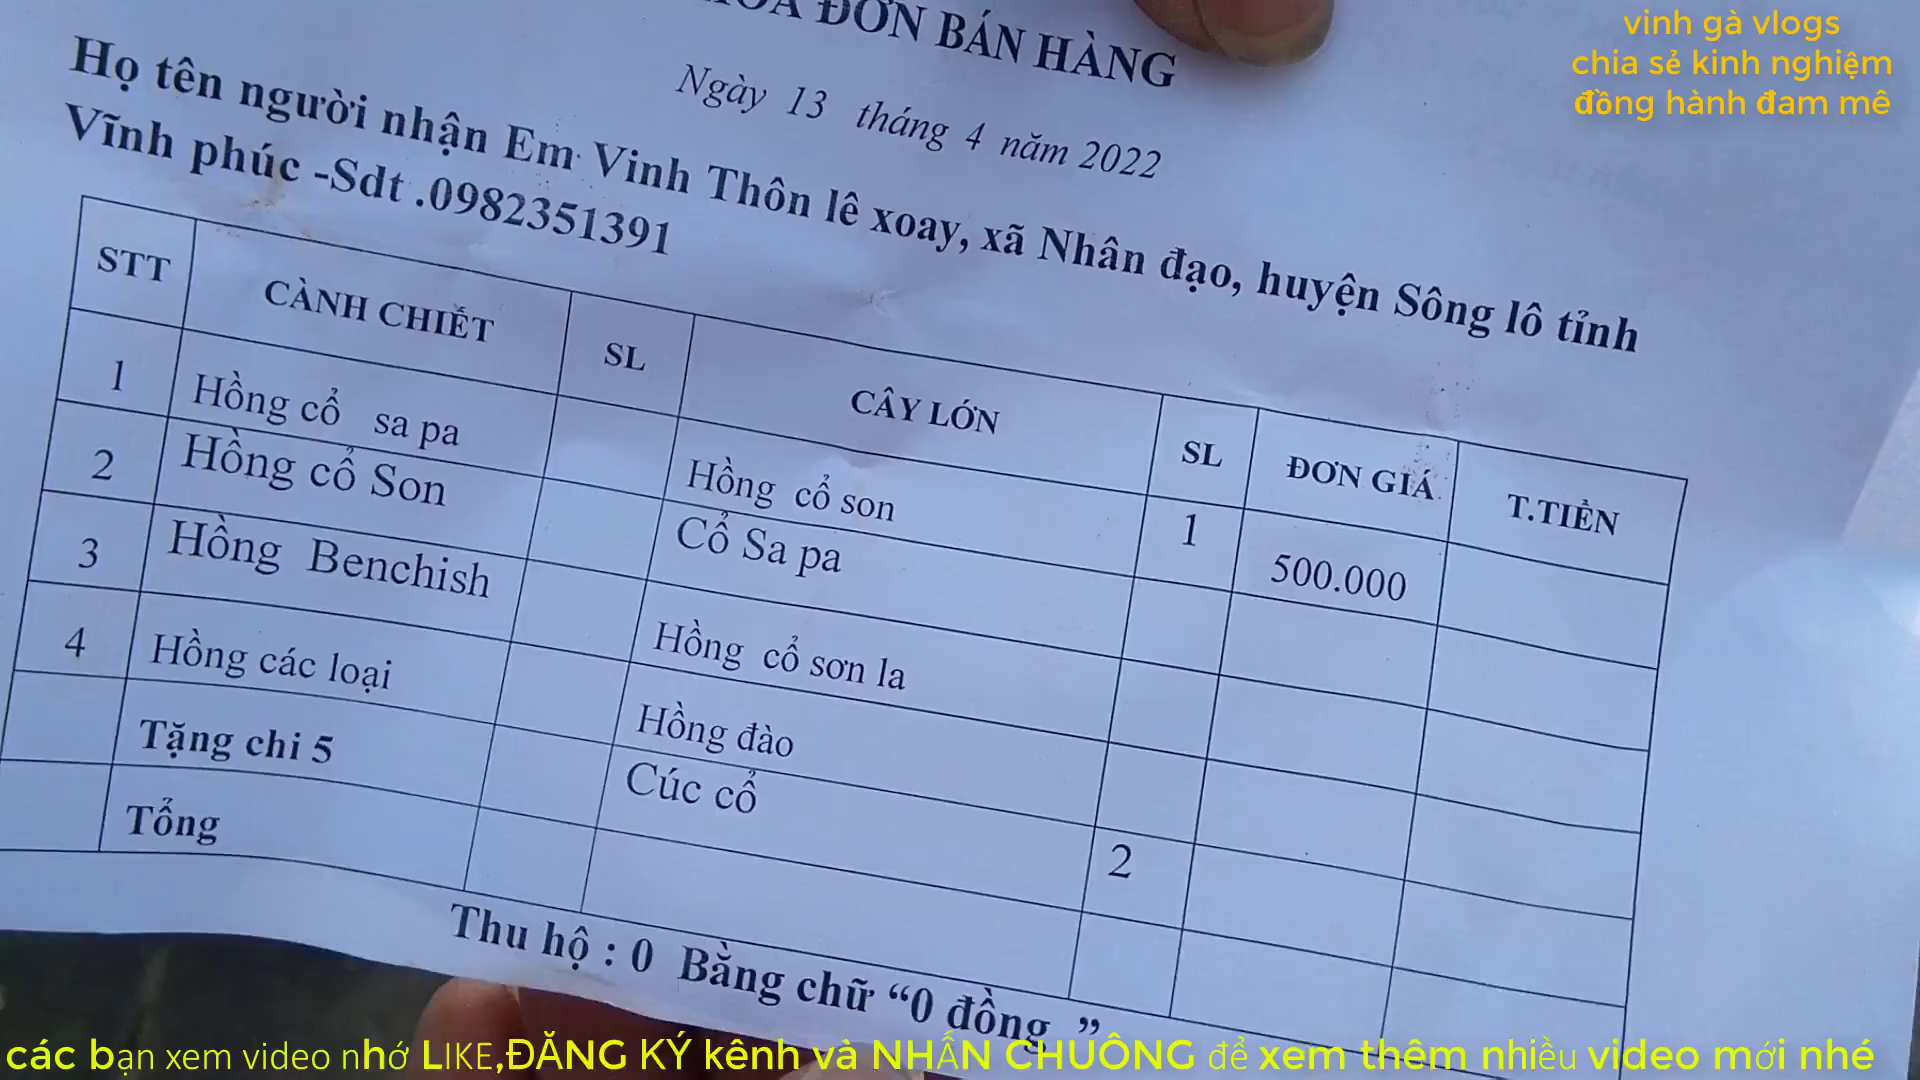 vinh gà vlogs
chia sẻ kinh nghiệm
đồng hành đam mê
ĐƠN BÁN HÀNG
Ngày 13 tháng 4 năm 2022
Họ tên người nhận Em Vinh Thôn lê xoay, xã Nhân đạo, huyện Sông lô tỉnh
Vĩnh phúc -Sdt .0982351391
STT CÀNH CHIẾT SL CÂY LỚN SL ĐƠN GIÁ T.TIỀN
1 Hồng cổ sa pa Hồng cổ son 1 500.000
2 Hồng cổ Son Cổ Sa pa
3 Hồng Benchish Hồng cổ sơn la
4 Hồng các loại Hồng đào
Tặng chi 5 Cúc cổ 2
Tổng
Thu hộ : 0 Bằng chữ “0 đồng ”
các bạn xem video nhớ LIKE,ĐĂNG KÝ kênh và NHẤN CHUÔNG để xem thêm nhiều video mới nhé